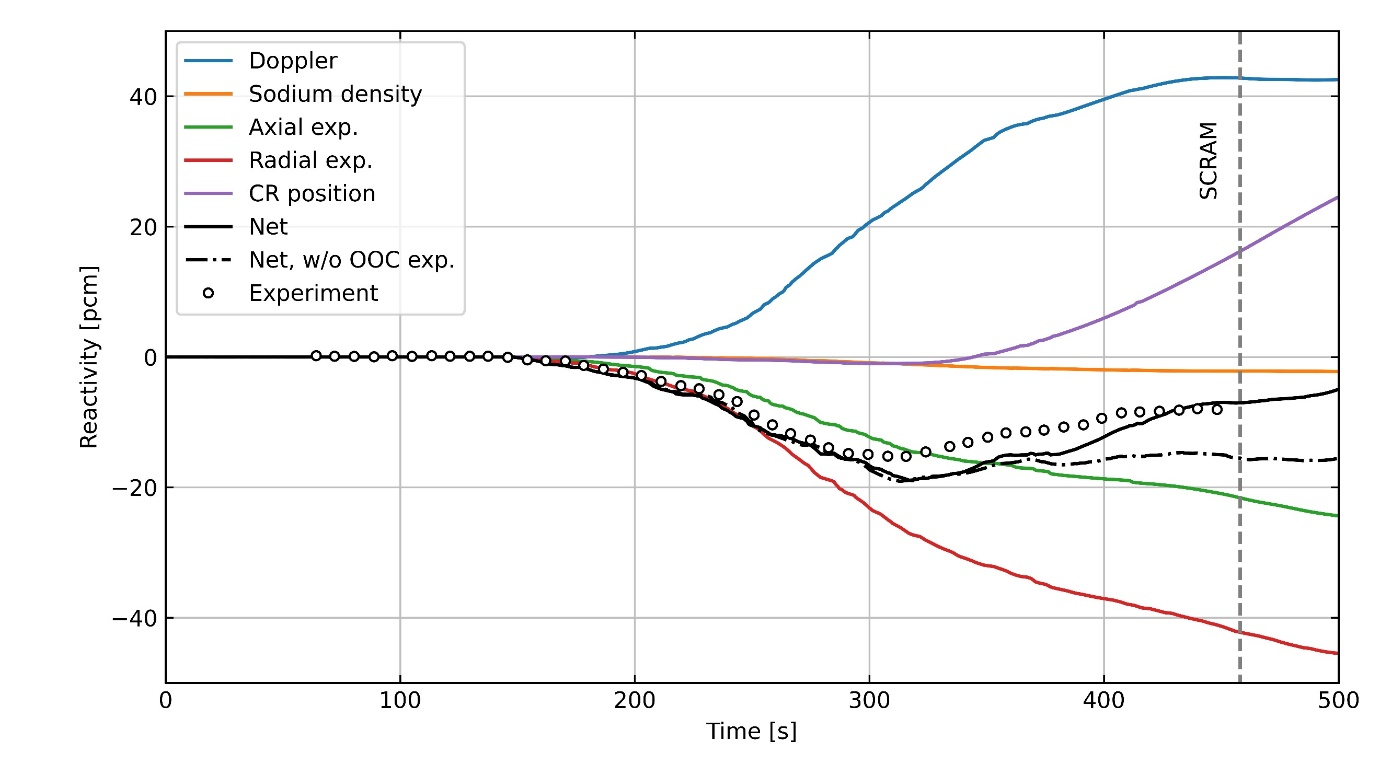 Doppler
Sodium density
Axial exp.
Radial exp.
CR position
Net
Net, w/o OOC exp.
Experiment
SCRAM
Reactivity [pcm]
40
20
0
−20
−40
0 100 200 300 400 500
Time [s]